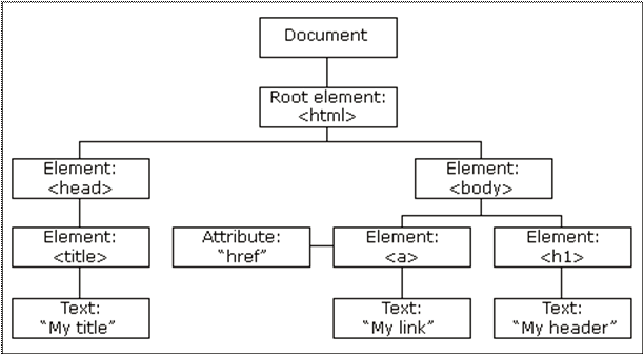 Document
Root element:
<html>
Element:
<head>
Element:
<body>
Element:
<title>
Attribute:
“href”
Element:
<a>
Element:
<h1>
Text:
“My title”
Text:
“My link”
Text:
“My header”